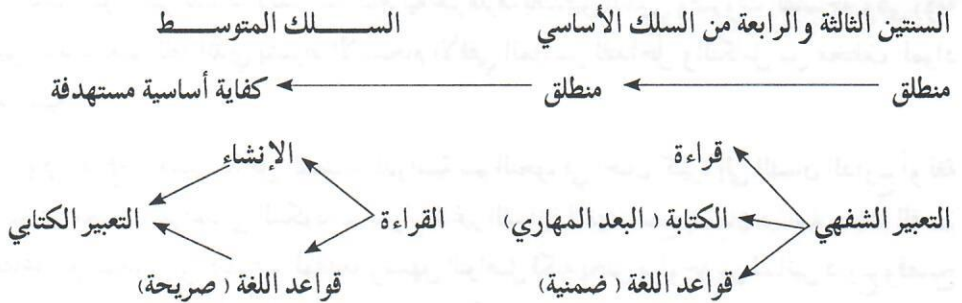 السنتين الثالثة والرابعة من السلك الأساسي السلك المتوسط
منطلق منطلق كفاية أساسية مستهدفة
قراءة الإنشاء
التعبير الشفهي الكتابة ( البعد المهاري) القراءة التعبير الكتابي
قواعد اللغة ( ضمنية) قواعد اللغة ( صريحة)